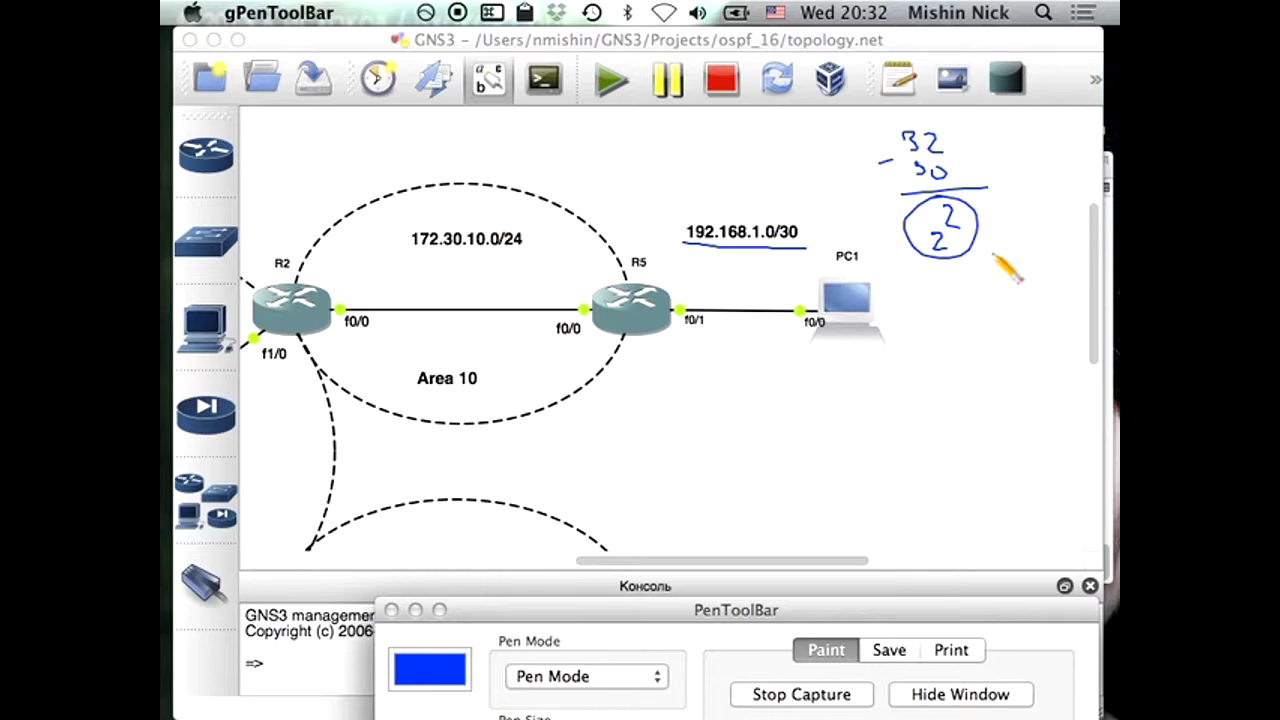 gPenToolBar Wed 20:32 Mishin Nick
GNS3 – /Users/nmishin/GNS3/Projects/ospf_16/topology.net
a c
b
»
32
- 30
2
2
192.168.1.0/30
172.30.10.0/24
PC1
R2
R5
f0/0
f0/0
f0/1
f0/0
f1/0
Area 10
Консоль
GNS3 managemen
Copyright (c) 2006
=>
PenToolBar
Pen Mode
Pen Mode
Paint Save Print
Stop Capture Hide Window
Pen Size